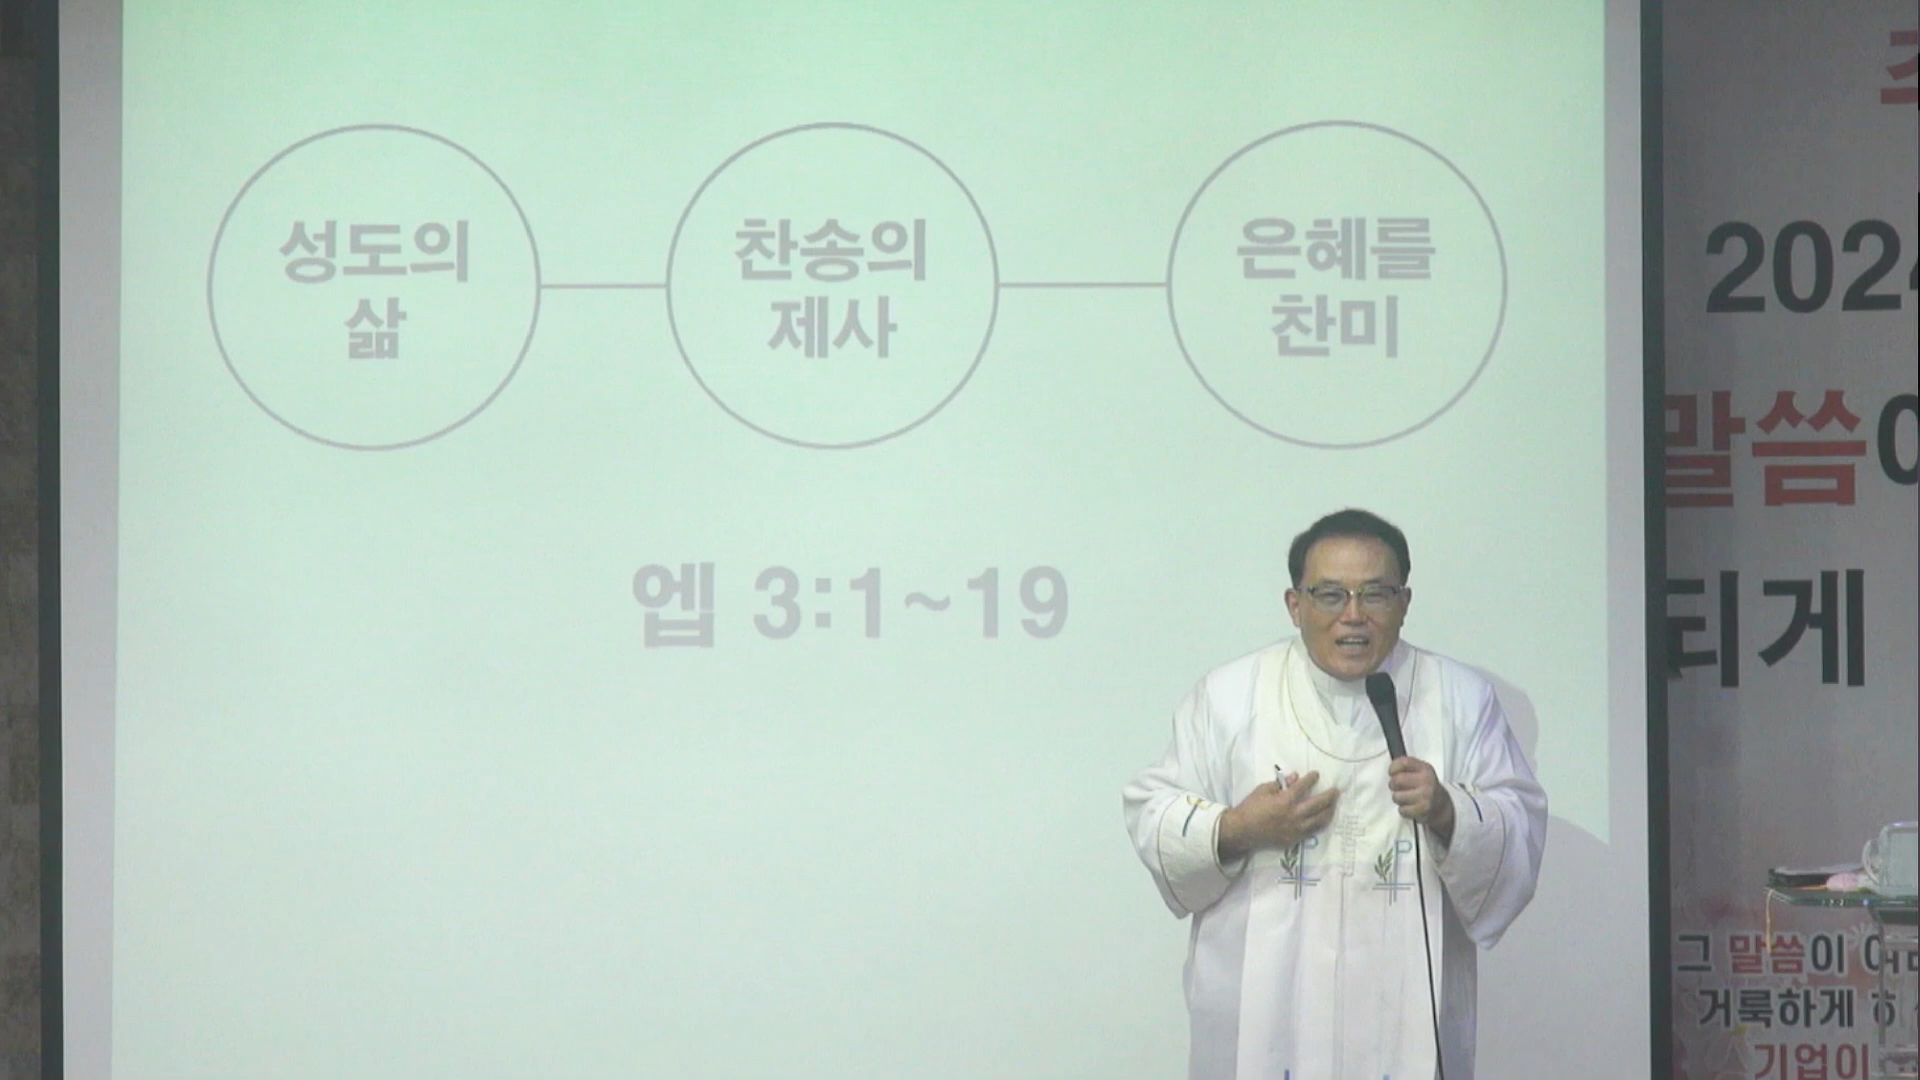 성도의
삶
찬송의
제사
은혜를
찬미
엡 3:1~19
202
말씀
되게
그 말씀이
거룩하게
기업이